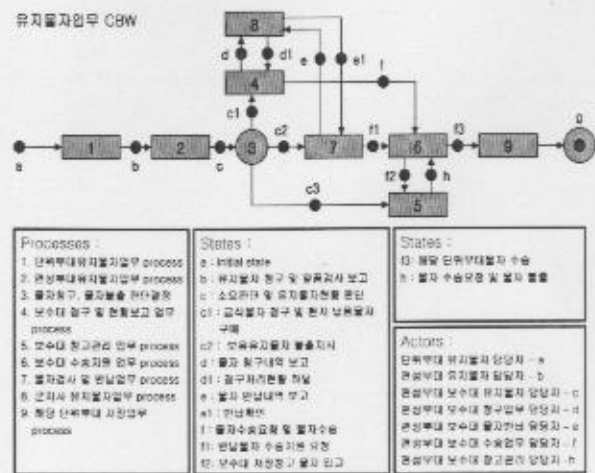 유지물자업무 CBW
8
d
d1
e
e1
f
4
c1
a
1
b
2
c
3
c2
7
f1
6
f3
9
g
c3
f2
h
5
Processes :
1. 단위부대유지물자업무 process
2. 편성부대유지물자업무 process
3. 물자청구, 물자불출 판단결정
4. 보수대 청구 및 현황보고 업무
process
5. 보수대 창고관리 업무 process
6. 보수대 수송지원 업무 process
7. 물자검사 및 반납업무 process
8. 군지사 유지물자업무 process
9. 해당 단위부대 저장업무
process
States :
a : Initial state
b : 유지물자 청구 및 일품검사 보고
c : 소요판단 및 유지물자현황 판단
c1 : 급식물자 청구 및 현지 납품물자
구매
c2 : 보유유지물자 불출지시
d : 물자 청구내역 보고
d1 : 청구처리현황 하달
e : 물자 반납내역 보고
e1 : 반납확인
f : 물자수송요청 및 물자수송
f1: 반납물자 수송지원 요청
f2: 보수대 저장창고 물자 입고
States :
f3: 해당 단위부대물자 수송
h : 물자 수송요청 및 물자 불출
Actors :
단위부대 유지물자 담당자 – a
편성부대 유지물자 담당자 – b
편성부대 보수대 유지물자 담당자 – c
편성부대 보수대 청구업무 담당자 – d
편성부대 보수대 물자반납 담당자 – e
편성부대 보수대 수송업무 담당자 – f
편성부대 보수대 창고관리 담당자 -h